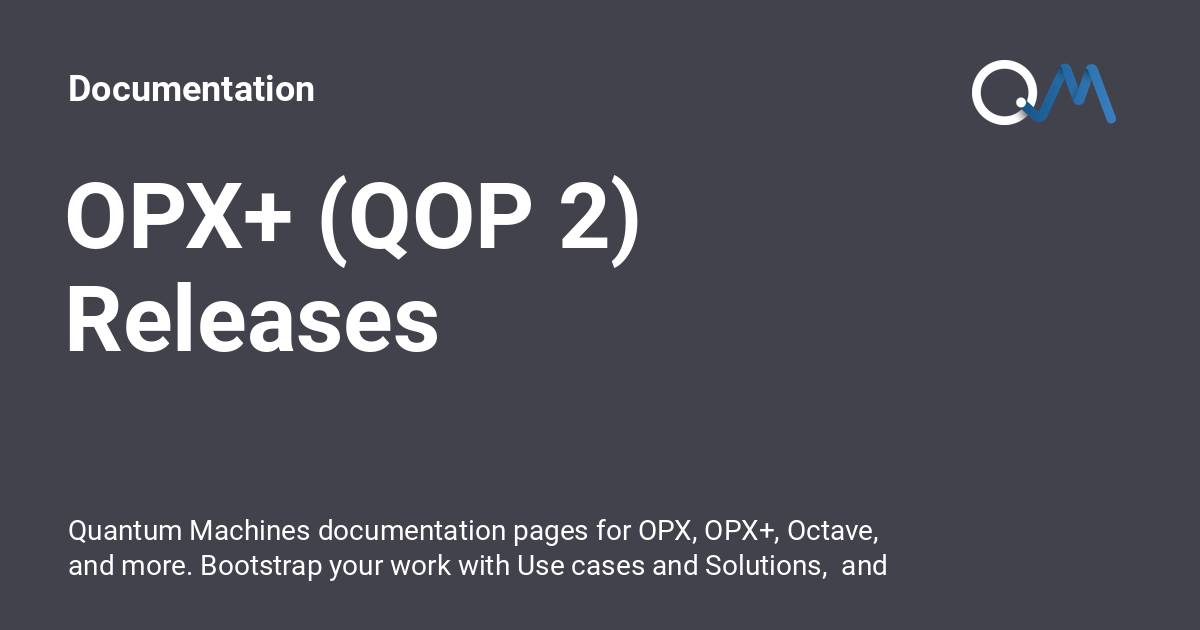 Documentation
QM
OPX+ (QOP 2)
Releases
Quantum Machines documentation pages for OPX, OPX+, Octave,
and more. Bootstrap your work with Use cases and Solutions,  and